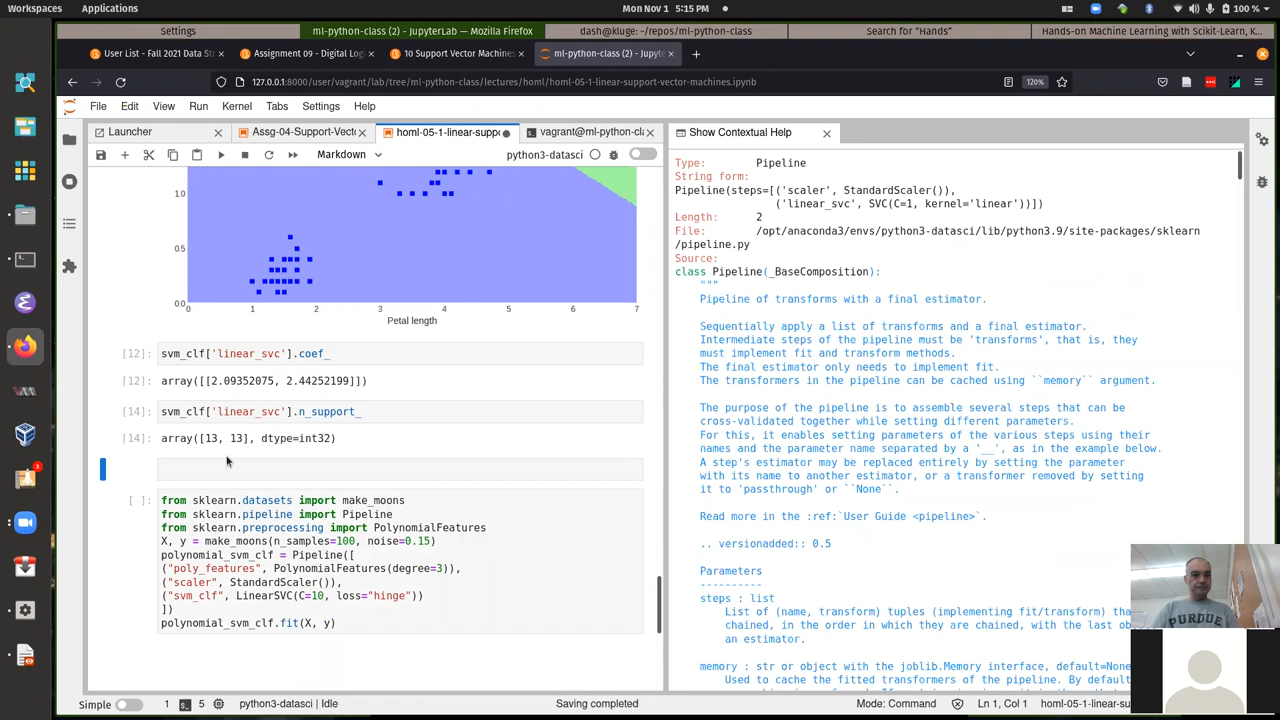 Workspaces
Applications
Mon Nov 1 5:15 PM
100 %
Settings
ml-python-class (2) - JupyterLab — Mozilla Firefox
dash@kluge: ~/repos/ml-python-class
Search for "Hands"
Hands-on Machine Learning with Scikit-Learn, K...
User List - Fall 2021 Data St
Assignment 09 - Digital Logi
10 Support Vector Machines
ml-python-class (2) - Jupyte
127.0.0.1:8000/user/vagrant/lab/tree/ml-python-class/lectures/homl/homl-05-1-linear-support-vector-machines.ipynb
120%
File Edit View Run Kernel Tabs Settings Help
Launcher
Assg-04-Support-Vecto
homl-05-1-linear-suppo
vagrant@ml-python-cla
Show Contextual Help
Markdown
python3-datasci
1.0
0.5
0.0
0 1 2 3 4 5 6 7
Petal length
[12]: svm_clf['linear_svc'].coef_
[12]: array([[2.09352075, 2.44252199]])
[14]: svm_clf['linear_svc'].n_support_
[14]: array([13, 13], dtype=int32)
[ ]: from sklearn.datasets import make_moons
from sklearn.pipeline import Pipeline
from sklearn.preprocessing import PolynomialFeatures
X, y = make_moons(n_samples=100, noise=0.15)
polynomial_svm_clf = Pipeline([
("poly_features", PolynomialFeatures(degree=3)),
("scaler", StandardScaler()),
("svm_clf", LinearSVC(C=10, loss="hinge"))
])
polynomial_svm_clf.fit(X, y)
Type: Pipeline
String form:
Pipeline(steps=[('scaler', StandardScaler()),
('linear_svc', SVC(C=1, kernel='linear'))])
Length: 2
File: /opt/anaconda3/envs/python3-datasci/lib/python3.9/site-packages/sklearn
/pipeline.py
Source:
class Pipeline(_BaseComposition):
"""
Pipeline of transforms with a final estimator.
Sequentially apply a list of transforms and a final estimator.
Intermediate steps of the pipeline must be 'transforms', that is, they
must implement fit and transform methods.
The final estimator only needs to implement fit.
The transformers in the pipeline can be cached using ``memory`` argument.
The purpose of the pipeline is to assemble several steps that can be
cross-validated together while setting different parameters.
For this, it enables setting parameters of the various steps using their
names and the parameter name separated by a '__', as in the example below.
A step's estimator may be replaced entirely by setting the parameter
with its name to another estimator, or a transformer removed by setting
it to 'passthrough' or ``None``.
Read more in the :ref:`User Guide <pipeline>`.
.. versionadded:: 0.5
Parameters
----------
steps : list
List of (name, transform) tuples (implementing fit/transform) tha
chained, in the order in which they are chained, with the last ob
an estimator.
memory : str or object with the joblib.Memory interface, default=None
Used to cache the fitted transformers of the pipeline. By default
PURDUE
Simple
1
5
python3-datasci | Idle
Saving completed
Mode: Command
Ln 1, Col 1
homl-05-1-linear-su